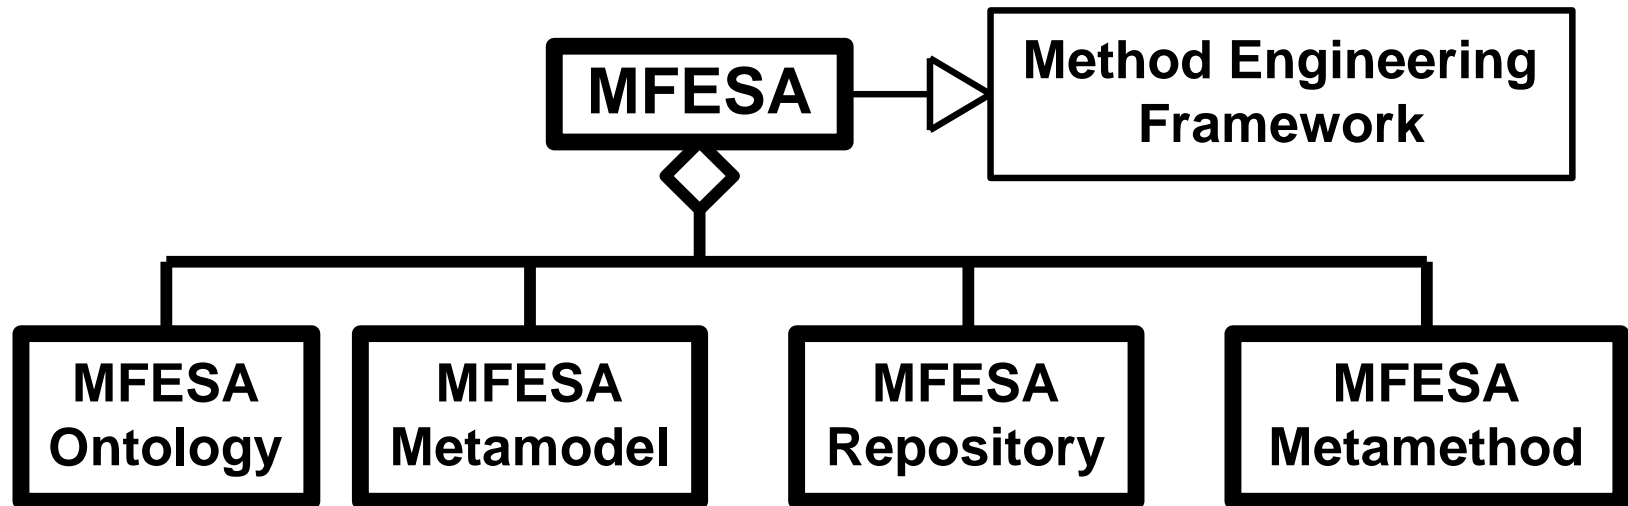 MFESA
Method Engineering
Framework
MFESA
Ontology
MFESA
Metamodel
MFESA
Repository
MFESA
Metamethod